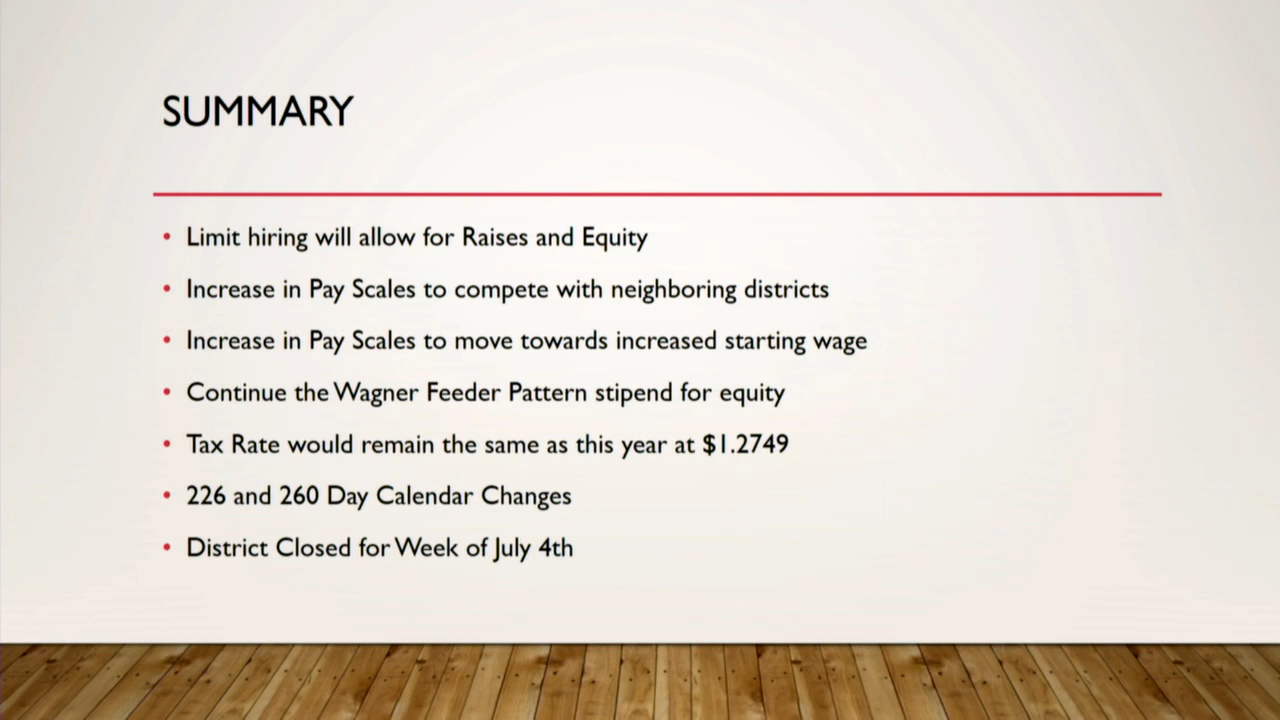 SUMMARY
Limit hiring will allow for Raises and Equity
Increase in Pay Scales to compete with neighboring districts
Increase in Pay Scales to move towards increased starting wage
Continue the Wagner Feeder Pattern stipend for equity
Tax Rate would remain the same as this year at $1.2749
226 and 260 Day Calendar Changes
District Closed for Week of July 4th